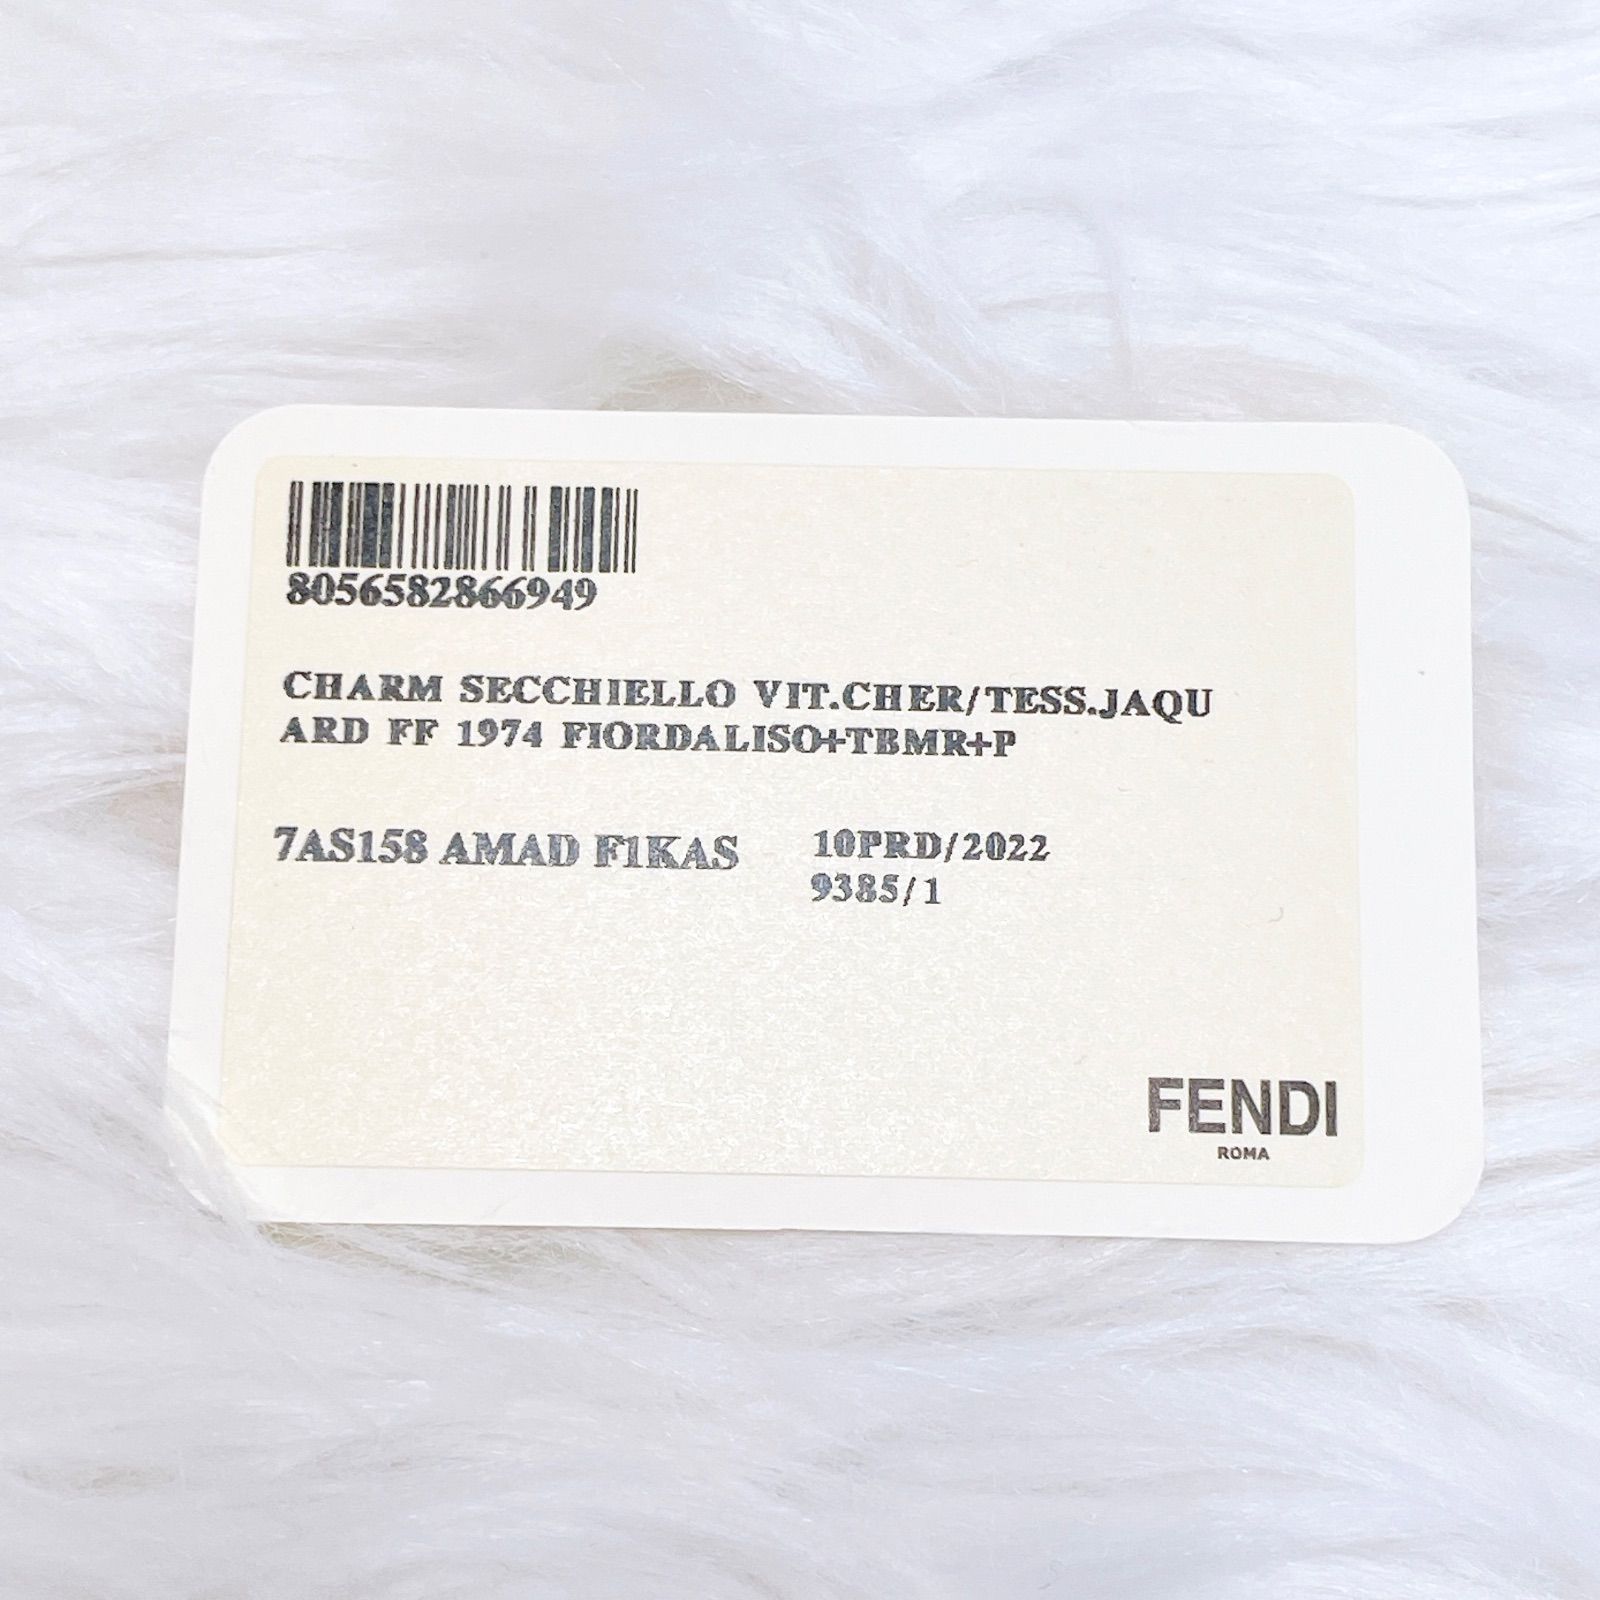 8056582866949
CHARM SECCHIELLO VIT.CHER/TESS.JAQU
ARD FF 1974 FIORDALISO+TBMR+P
7AS158 AMAD F1KAS
10PRD/2022
9385/1
FENDI
ROMA